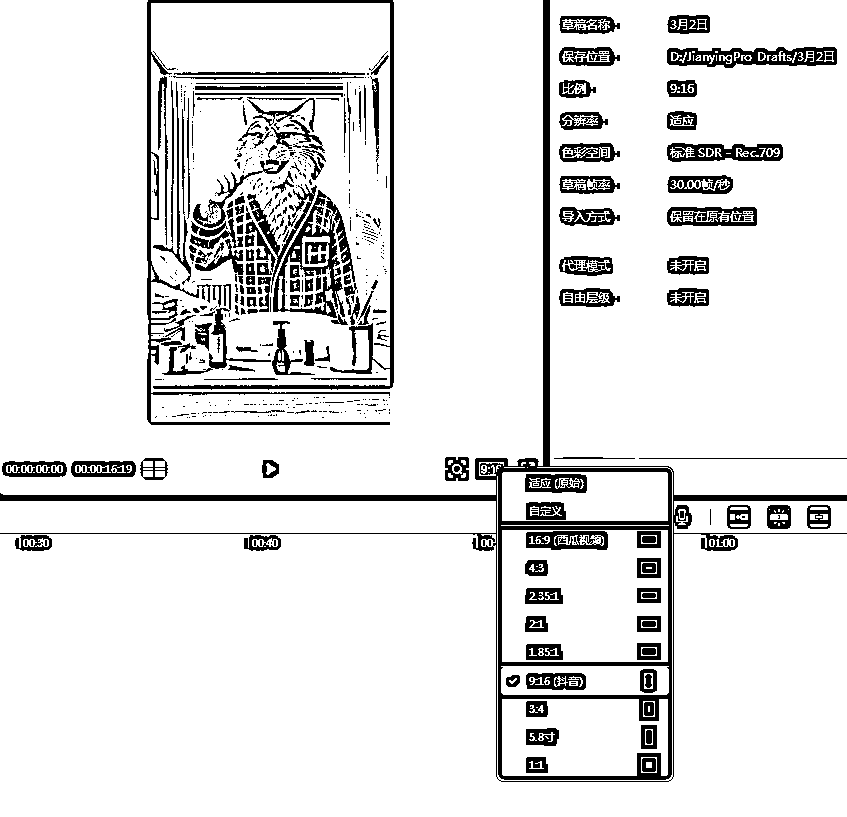 草稿名称： 3月2日
保存位置： D:/JianyingPro Drafts/3月2日
比例： 9:16
分辨率： 适应
色彩空间： 标准 SDR - Rec.709
草稿帧率： 30.00帧/秒
导入方式： 保留在原有位置
代理模式 未开启
自由层级： 未开启
00:00:00:00 00:00:16:19
适应 (原始)
自定义
00:30 00:40 01:00
16:9 (西瓜视频)
4:3
2.35:1
2:1
1.85:1
9:16 (抖音)
3:4
5.8寸
1:1